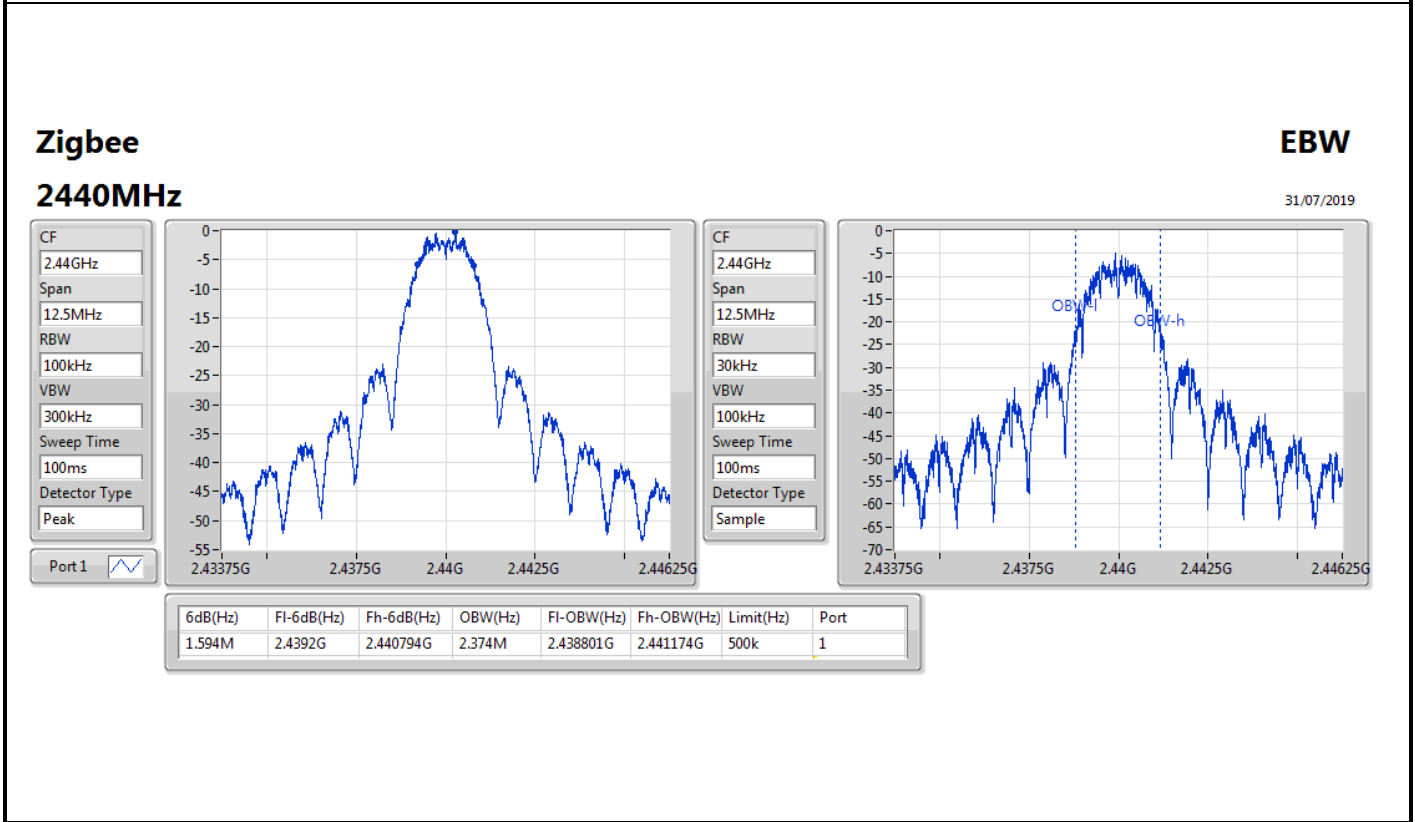 Zigbee
EBW
2440MHz
31/07/2019
CF
2.44GHz
Span
12.5MHz
RBW
100kHz
VBW
300kHz
Sweep Time
100ms
Detector Type
Peak
Port 1
0
-5
-10
-15
-20
-25
-30
-35
-40
-45
-50
-55
2.43375G 2.4375G 2.44G 2.4425G 2.44625G
CF
2.44GHz
Span
12.5MHz
RBW
30kHz
VBW
100kHz
Sweep Time
100ms
Detector Type
Sample
0
-5
-10
-15
-20
-25
-30
-35
-40
-45
-50
-55
-60
-65
-70
OBW-l
OBW-h
2.43375G 2.4375G 2.44G 2.4425G 2.44625G
6dB(Hz) Fl-6dB(Hz) Fh-6dB(Hz) OBW(Hz) Fl-OBW(Hz) Fh-OBW(Hz) Limit(Hz) Port
1.594M 2.4392G 2.440794G 2.374M 2.438801G 2.441174G 500k 1